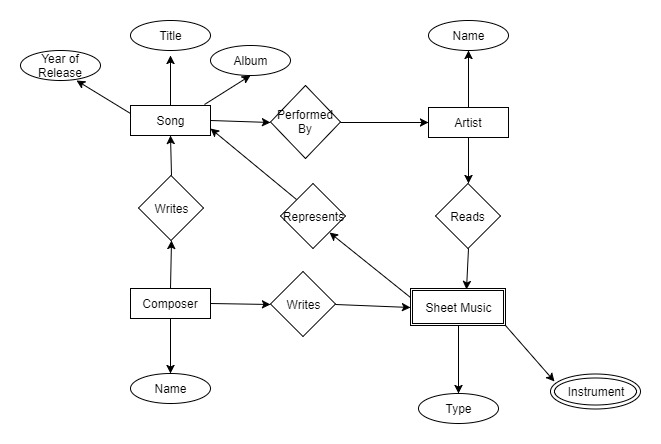 Title
Name
Year of
Release
Album
Song
Performed
By
Artist
Writes
Represents
Reads
Composer
Writes
Sheet Music
Name
Type
Instrument